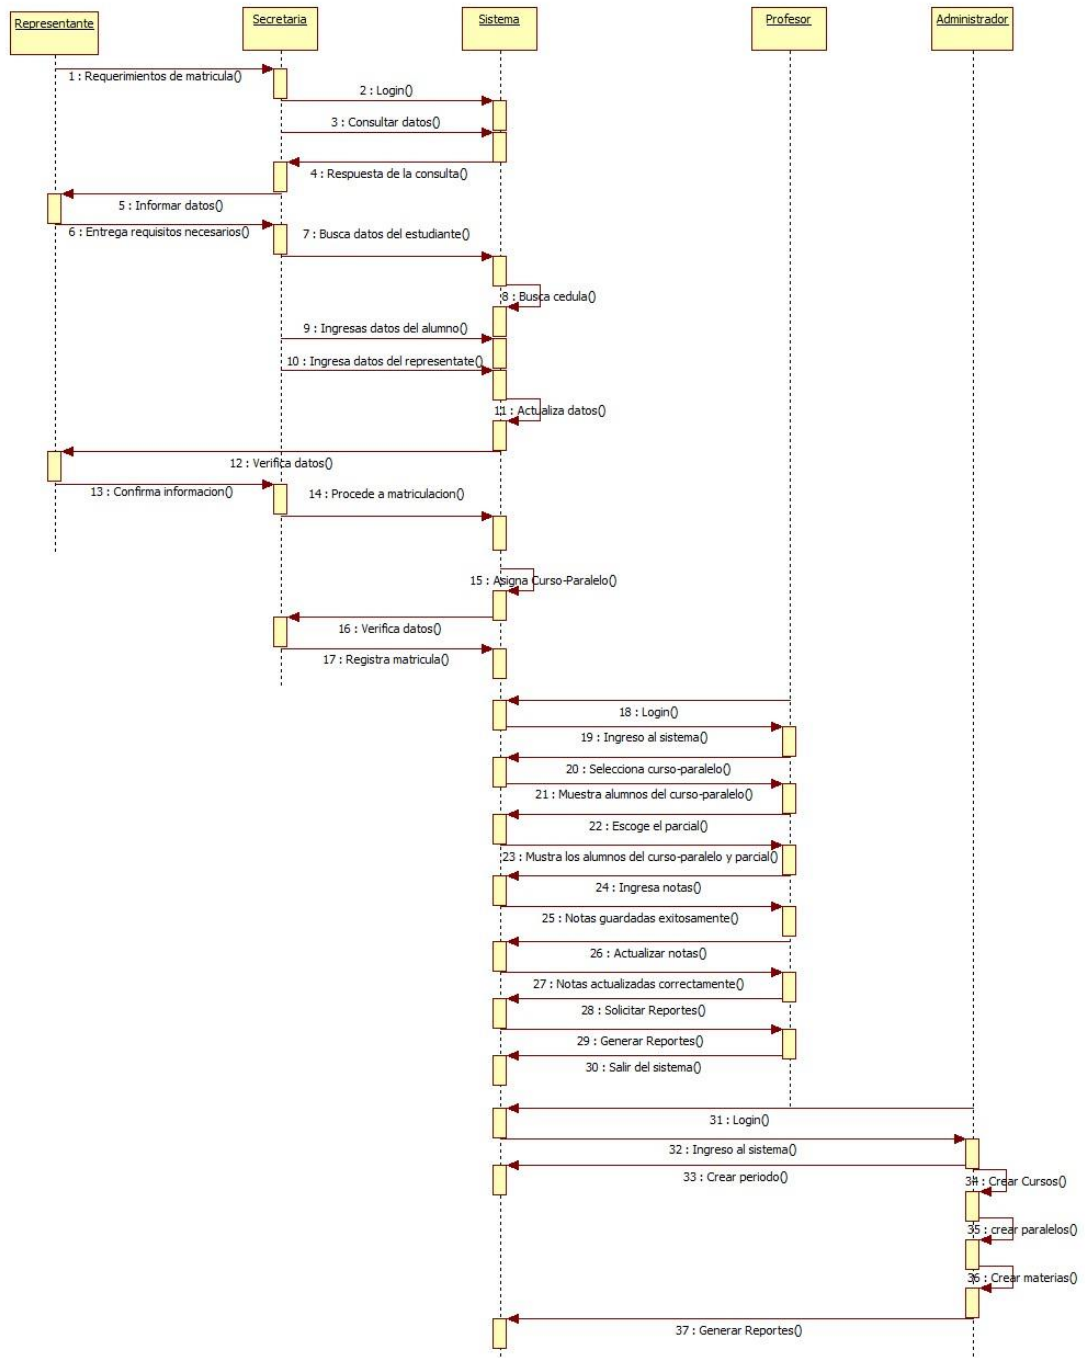 Representante
Secretaria
Sistema
Profesor
Administrador
1 : Requerimientos de matricula()
2 : Login()
3 : Consultar datos()
4 : Respuesta de la consulta()
5 : Informar datos()
6 : Entrega requisitos necesarios()
7 : Busca datos del estudiante()
8 : Busca cedula()
9 : Ingresas datos del alumno()
10 : Ingresa datos del representate()
11 : Actualiza datos()
12 : Verifica datos()
13 : Confirma informacion()
14 : Procede a matriculacion()
15 : Asigna Curso-Paralelo()
16 : Verifica datos()
17 : Registra matricula()
18 : Login()
19 : Ingreso al sistema()
20 : Selecciona curso-paralelo()
21 : Muestra alumnos del curso-paralelo()
22 : Escoge el parcial()
23 : Mustra los alumnos del curso-paralelo y parcial()
24 : Ingresa notas()
25 : Notas guardadas exitosamente()
26 : Actualizar notas()
27 : Notas actualizadas correctamente()
28 : Solicitar Reportes()
29 : Generar Reportes()
30 : Salir del sistema()
31 : Login()
32 : Ingreso al sistema()
33 : Crear periodo()
34 : Crear Cursos()
35 : crear paralelos()
36 : Crear materias()
37 : Generar Reportes()